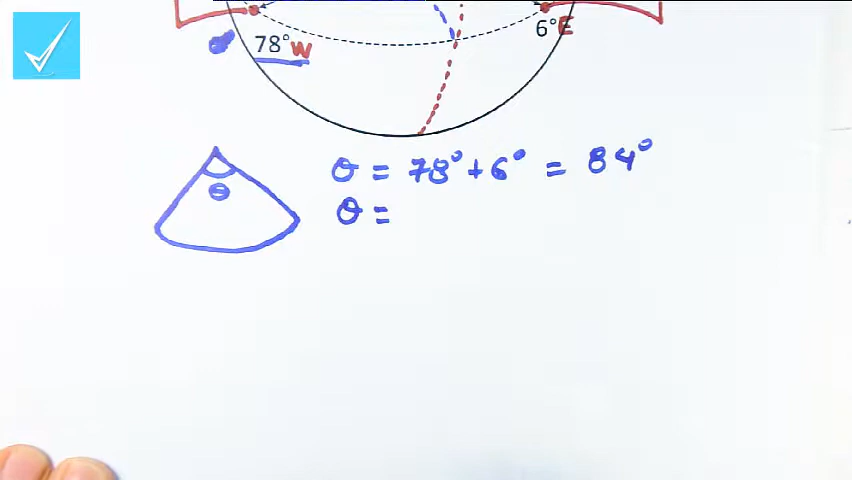 6°E
78°W
θ = 78° + 6° = 84°
θ
θ =